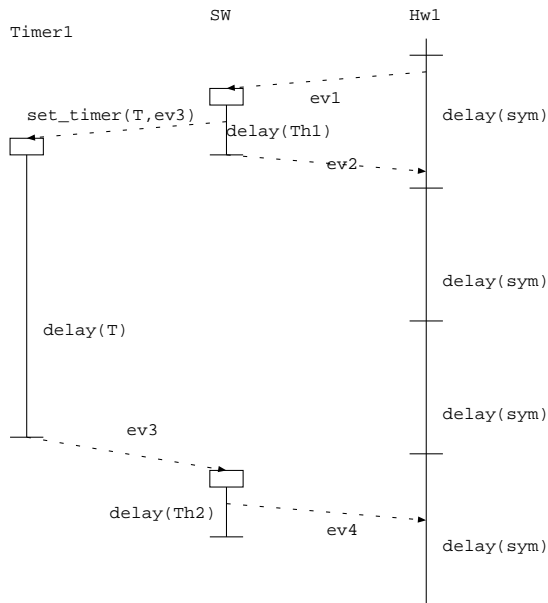 Timer1
SW
Hw1
ev1
set_timer(T,ev3)
delay(sym)
delay(Th1)
ev2
delay(sym)
delay(T)
delay(sym)
ev3
delay(Th2)
ev4
delay(sym)